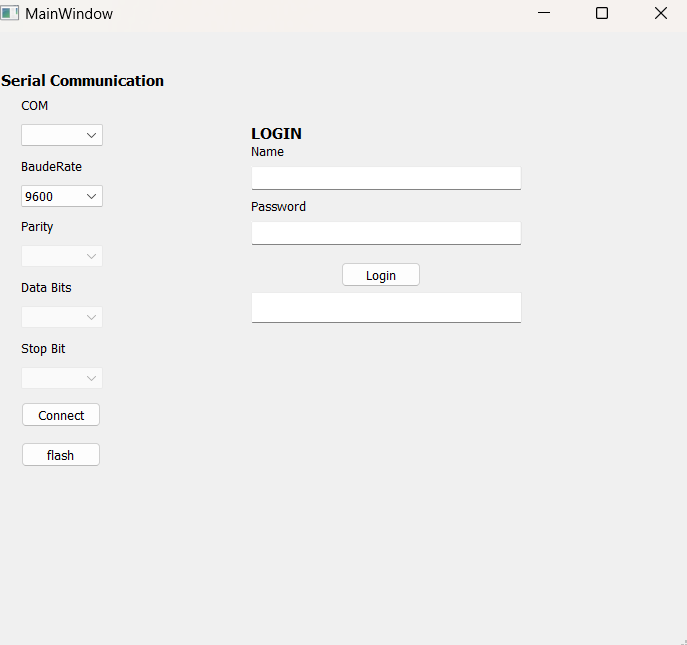 MainWindow
Serial Communication
COM
BaudeRate
9600
Parity
Data Bits
Stop Bit
Connect
flash
LOGIN
Name
Password
Login